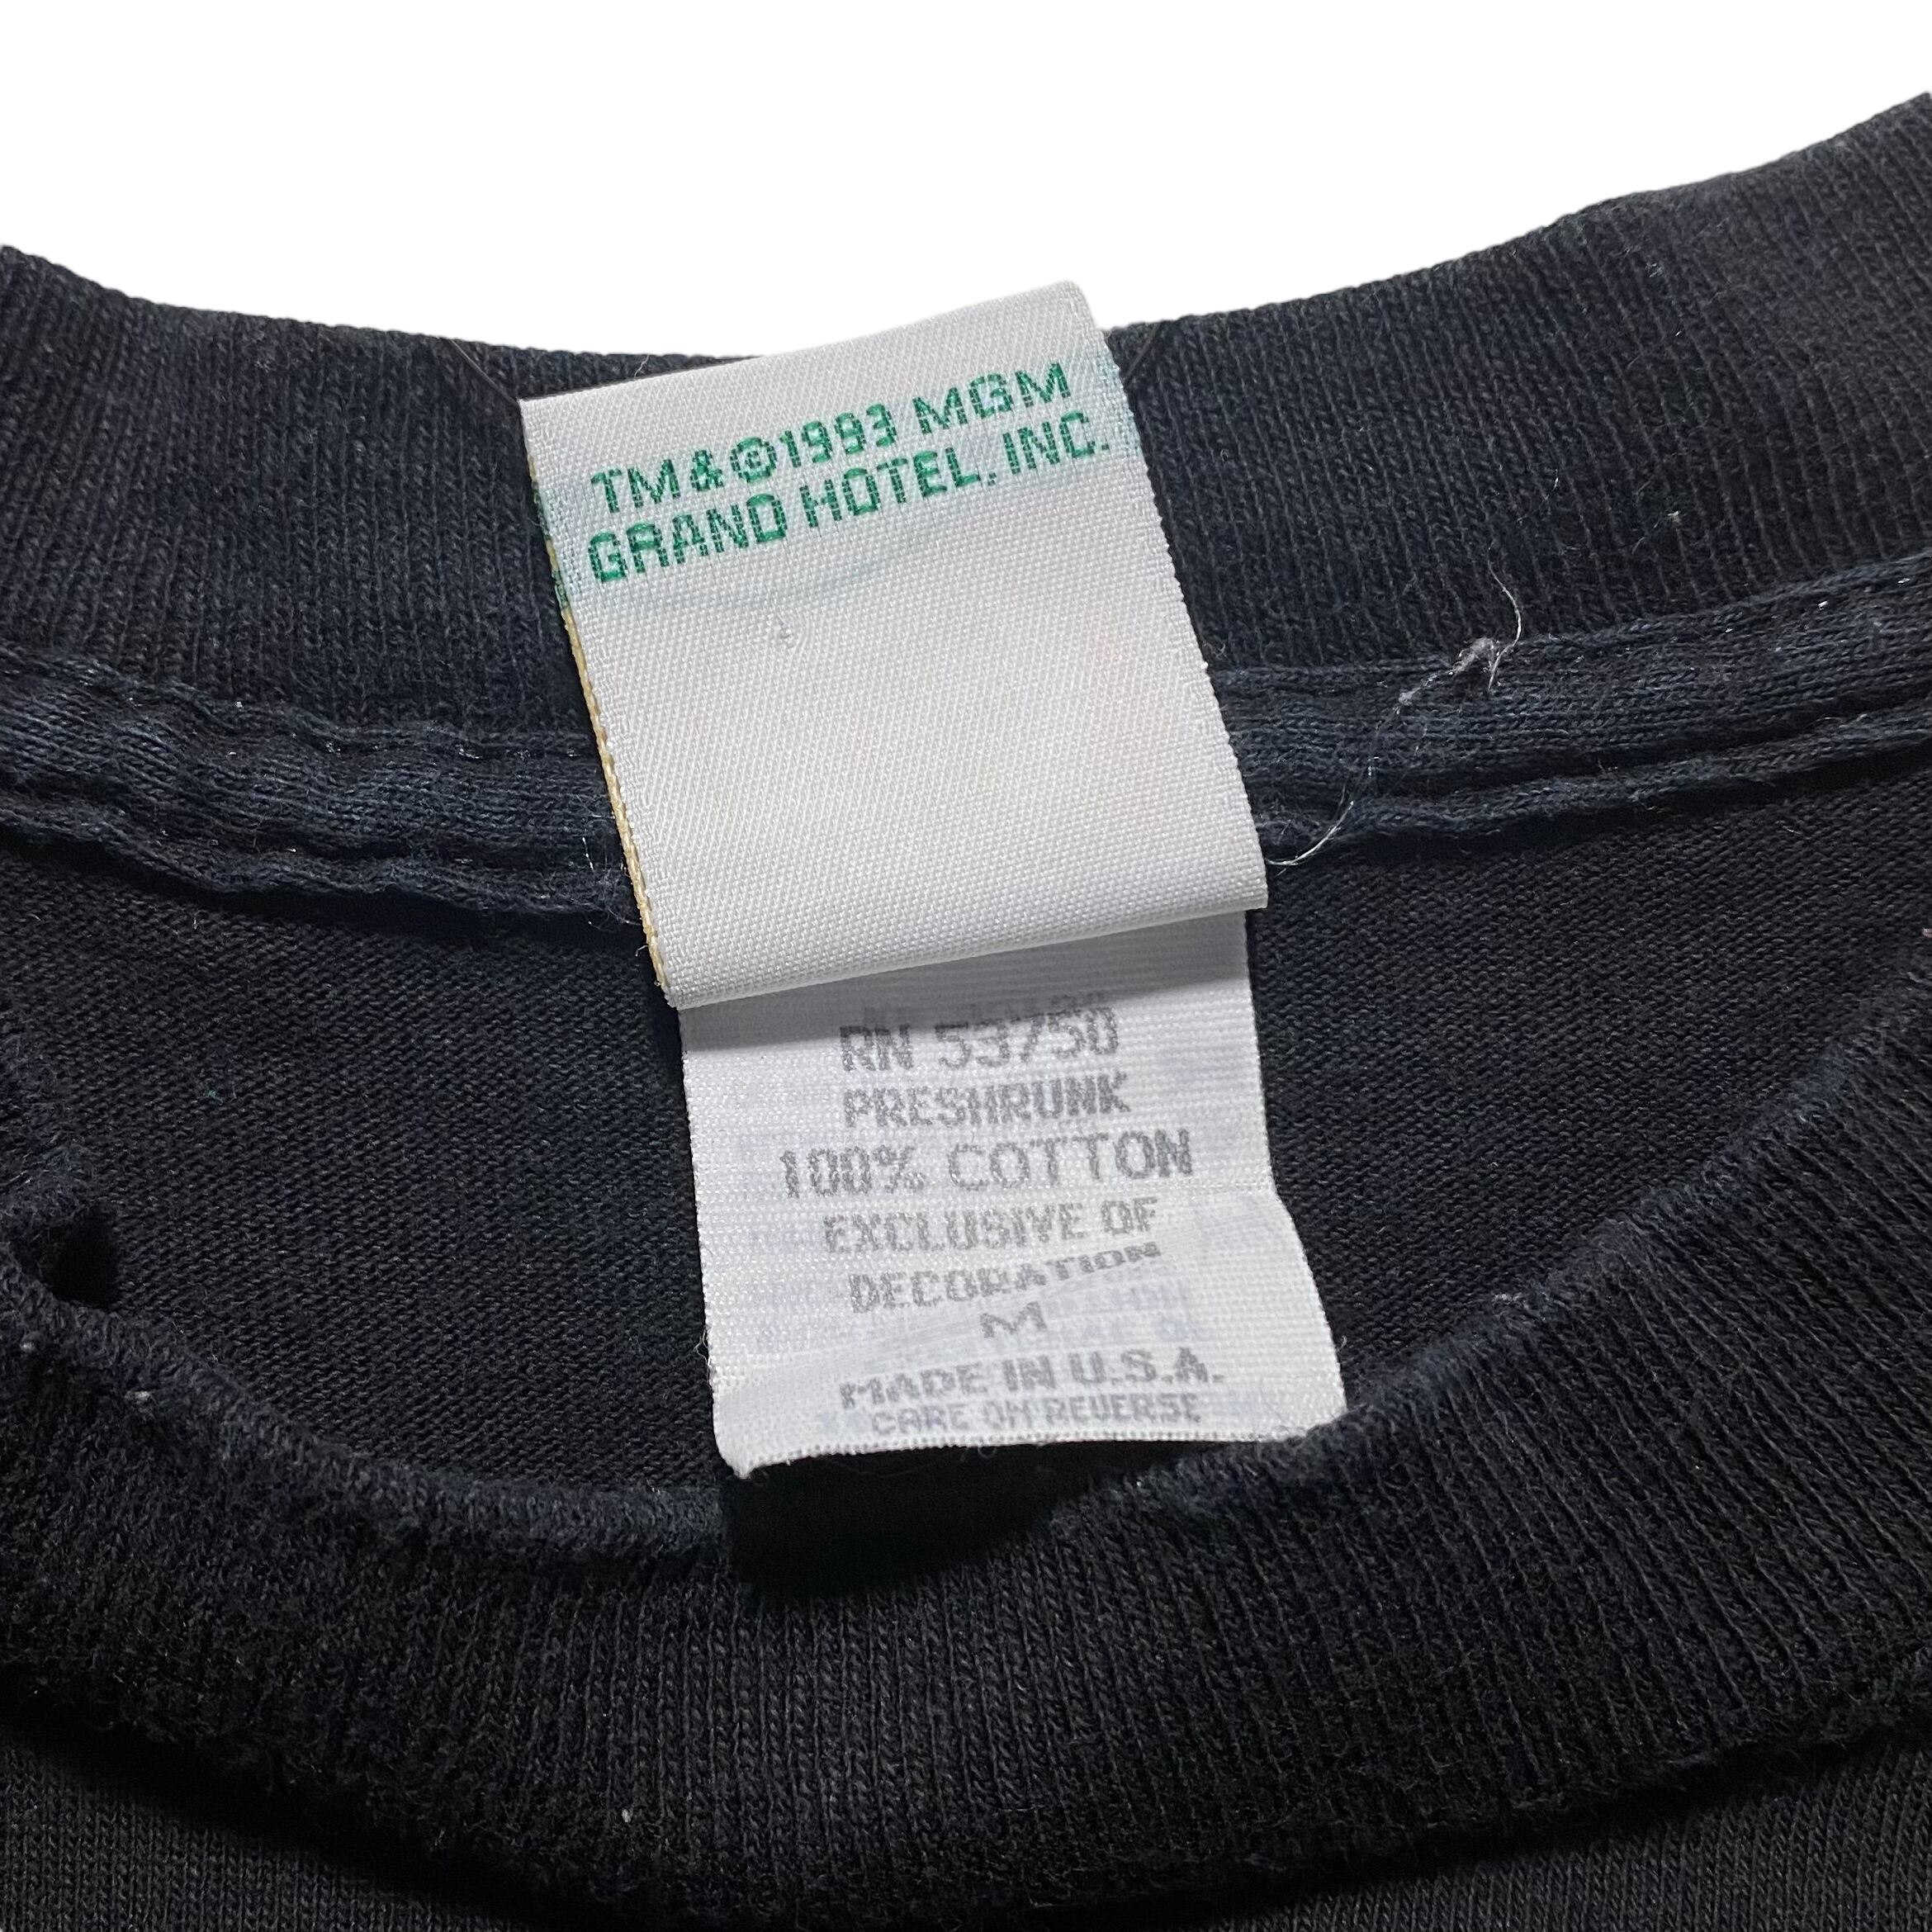 TM & ©1993 MGM
GRAND HOTEL, INC.
RN 53750
PRESHRUNK
100% COTTON
EXCLUSIVE OF
DECORATION
M
MADE IN U.S.A.
CARE ON REVERSE